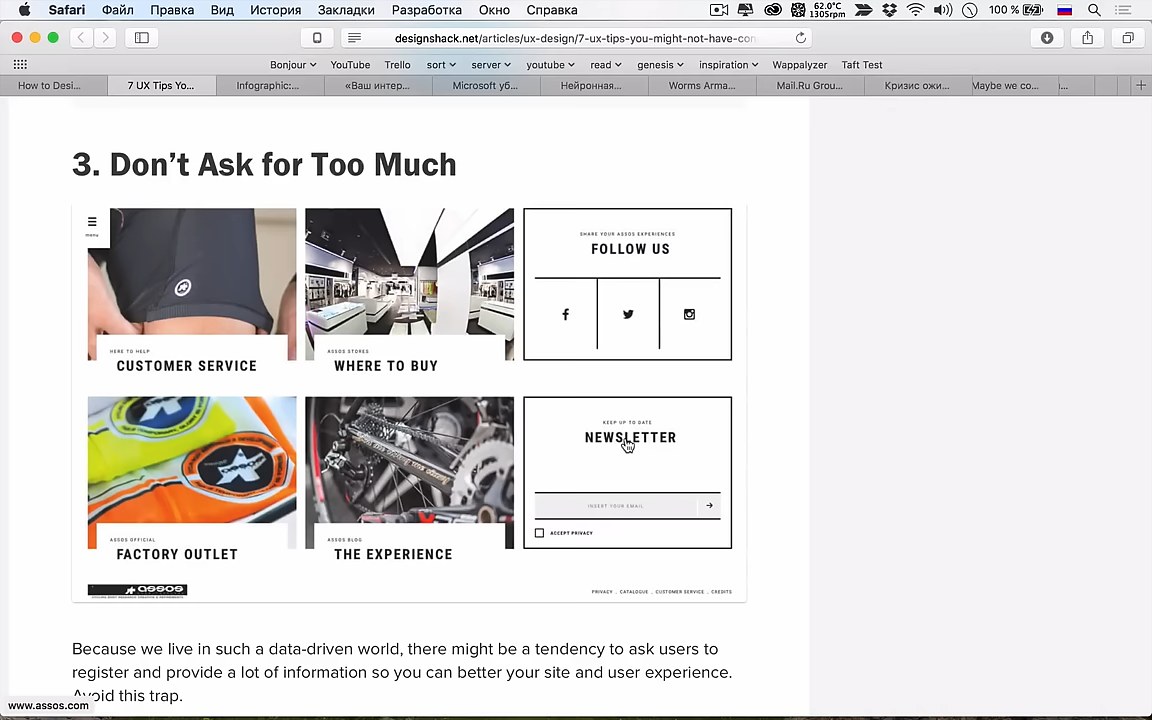 Safari Файл Правка Вид История Закладки Разработка Окно Справка 62.0°C 1305rpm 100 %
designshack.net/articles/ux-design/7-ux-tips-you-might-not-have-con
Bonjour YouTube Trello sort server youtube read genesis inspiration Wappalyzer Taft Test
How to Desi... 7 UX Tips Yo... Infographic:... «Ваш интер... Microsoft уб... Нейронная... Worms Arma... Mail.Ru Grou... Кризис ожи... Maybe we co...
3. Don’t Ask for Too Much
menu
HERE TO HELP
CUSTOMER SERVICE
ASSOS STORES
WHERE TO BUY
SHARE YOUR ASSOS EXPERIENCES
FOLLOW US
ASSOS OFFICIAL
FACTORY OUTLET
ASSOS BLOG
THE EXPERIENCE
KEEP UP TO DATE
NEWSLETTER
INSERT YOUR EMAIL
ACCEPT PRIVACY
assos
PRIVACY . CATALOGUE . CUSTOMER SERVICE . CREDITS
Because we live in such a data-driven world, there might be a tendency to ask users to
register and provide a lot of information so you can better your site and user experience.
Avoid this trap.
www.assos.com